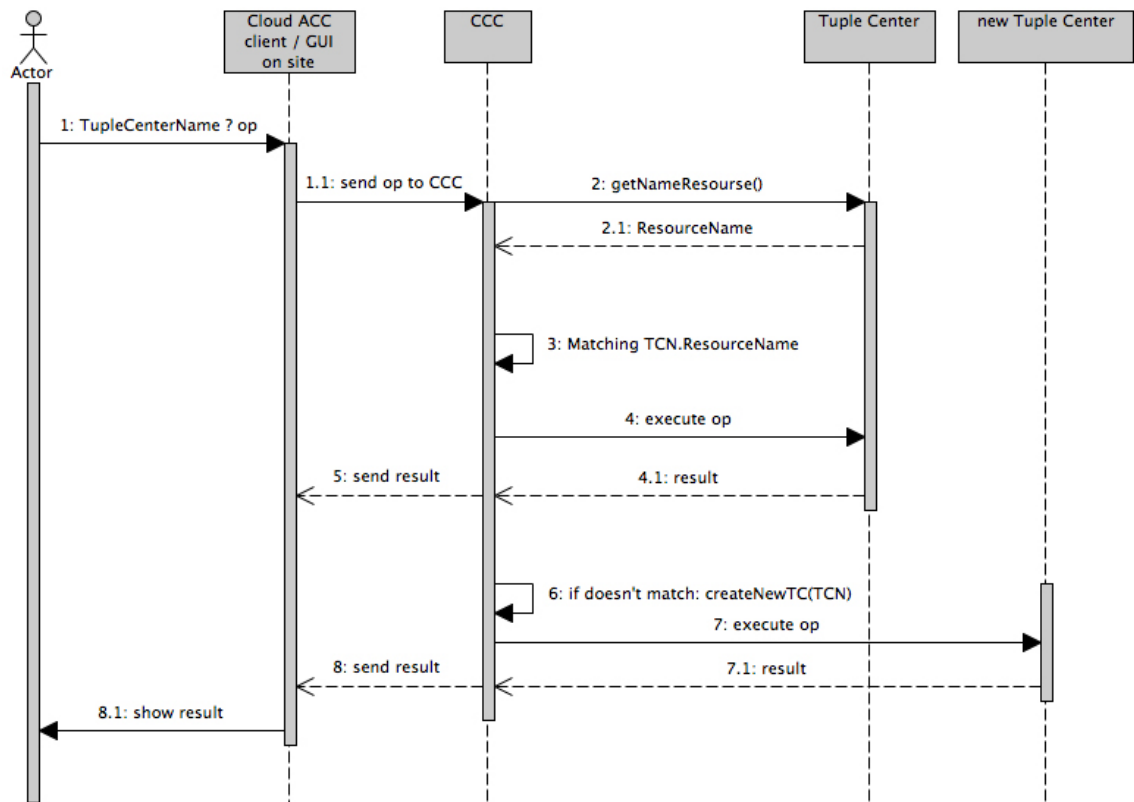 Cloud ACC
client / GUI
on site
CCC
Tuple Center
new Tuple Center
Actor
1: TupleCenterName ? op
1.1: send op to CCC
2: getNameResourse()
2.1: ResourceName
3: Matching TCN.ResourceName
4: execute op
5: send result
4.1: result
6: if doesn't match: createNewTC(TCN)
7: execute op
8: send result
7.1: result
8.1: show result